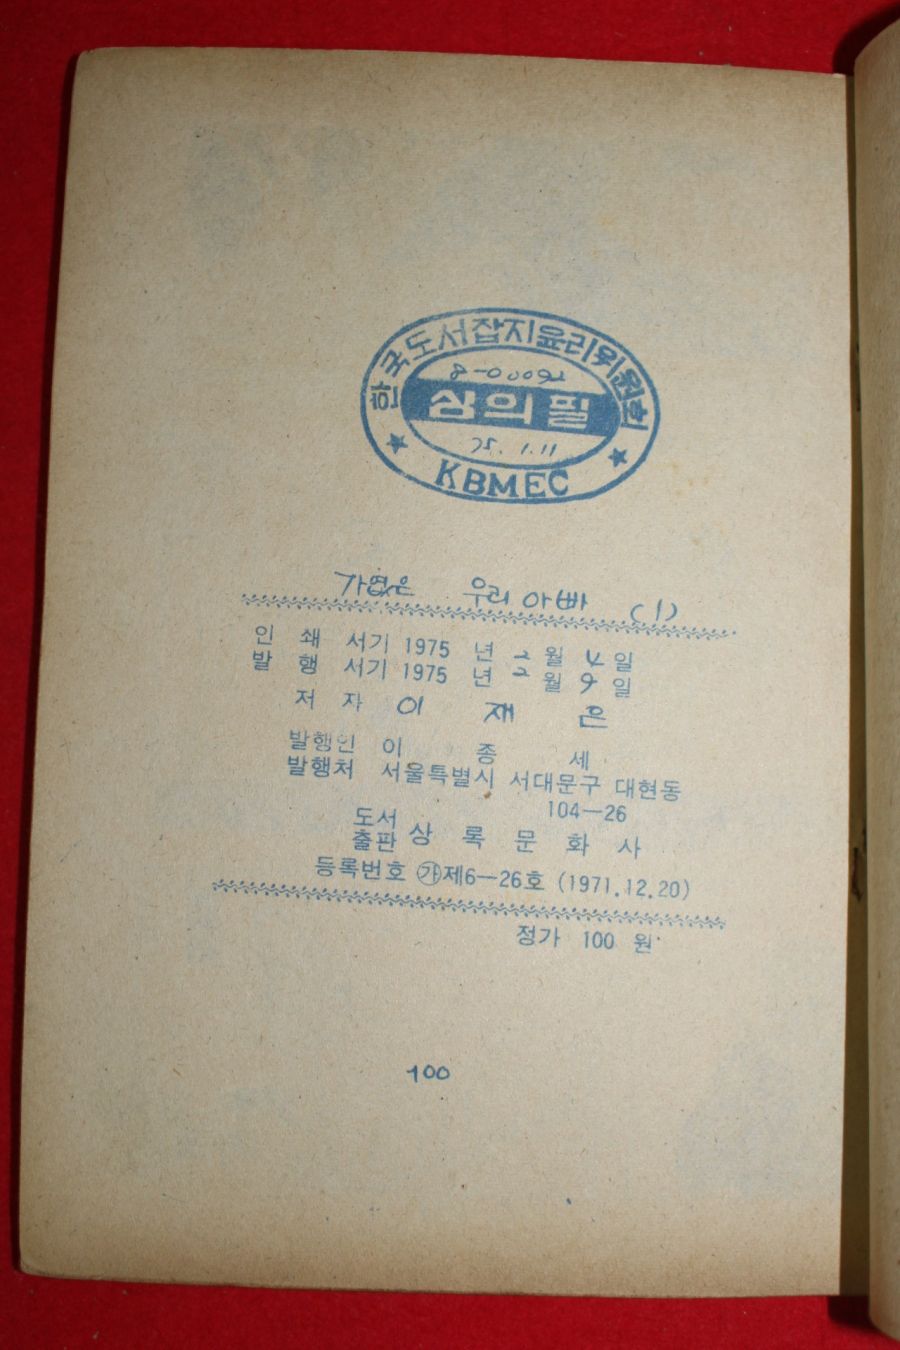 한국도서잡지윤리위원회
8-00092
심의필
75. 1. 11
★ KBMEC ★
가엾은 우리 아빠 (1)
인 쇄 서기 1975 년 2 월 4 일
발 행 서기 1975 년 2 월 9 일
저 자 이 재 은
발행인 이 종 세
발행처 서울특별시 서대문구 대현동
104—26
도서
출판 상 록 문 화 사
등록번호 ㉮제6—26호 (1971.12.20)
정가 100 원
100